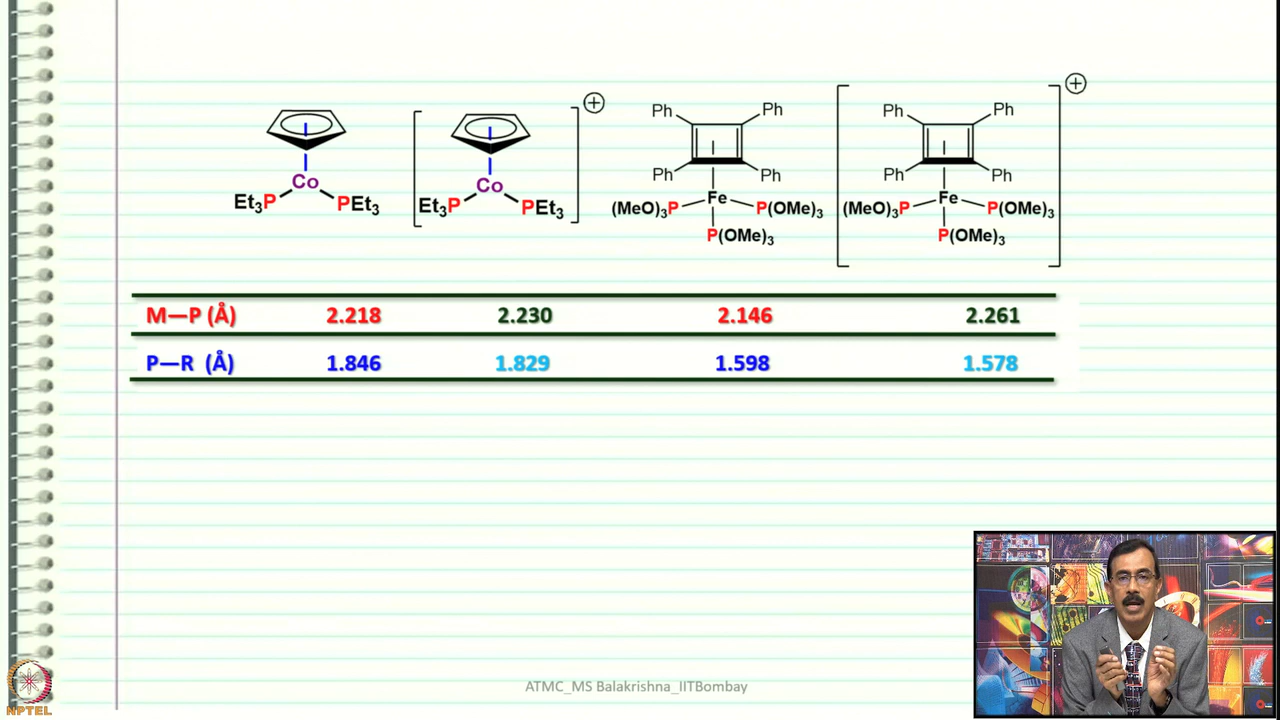 Ph Ph Ph Ph
Co Co
Ph Ph Ph Ph
Et₃P PEt₃ Et₃P PEt₃ (MeO)₃P Fe P(OMe)₃ (MeO)₃P Fe P(OMe)₃
P(OMe)₃ P(OMe)₃
M—P (Å) 2.218 2.230 2.146 2.261
P—R (Å) 1.846 1.829 1.598 1.578
ATMC_MS Balakrishna_IITBombay
NPTEL